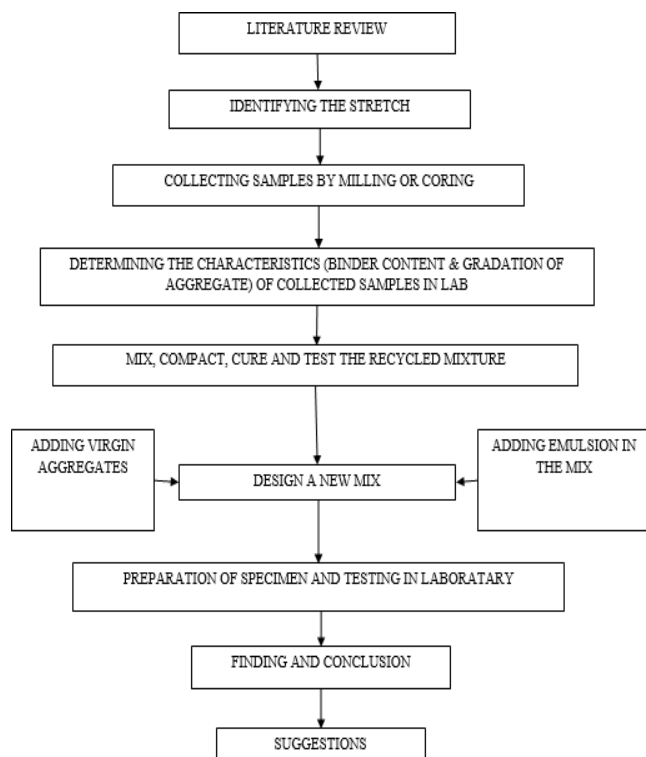 LITERATURE REVIEW
IDENTIFYING THE STRETCH
COLLECTING SAMPLES BY MILLING OR CORING
DETERMINING THE CHARACTERISTICS (BINDER CONTENT & GRADATION OF
AGGREGATE) OF COLLECTED SAMPLES IN LAB
MIX, COMPACT, CURE AND TEST THE RECYCLED MIXTURE
ADDING VIRGIN
AGGREGATES
ADDING EMULSION IN
THE MIX
DESIGN A NEW MIX
PREPARATION OF SPECIMEN AND TESTING IN LABORATARY
FINDING AND CONCLUSION
SUGGESTIONS